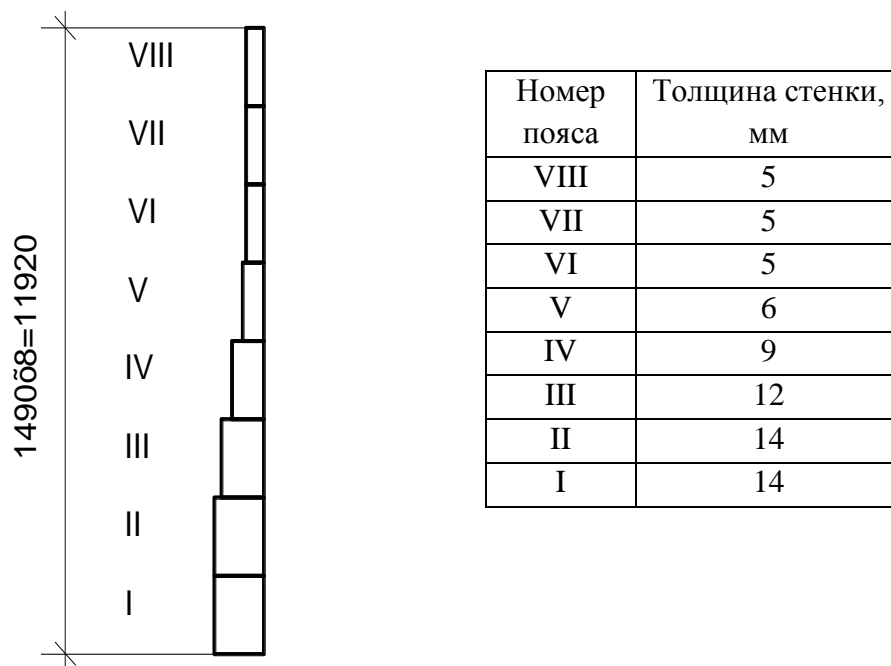 VIII
VII
VI
V
IV
III
II
I
1490õ8=11920
Номер пояса Толщина стенки, мм
VIII 5
VII 5
VI 5
V 6
IV 9
III 12
II 14
I 14